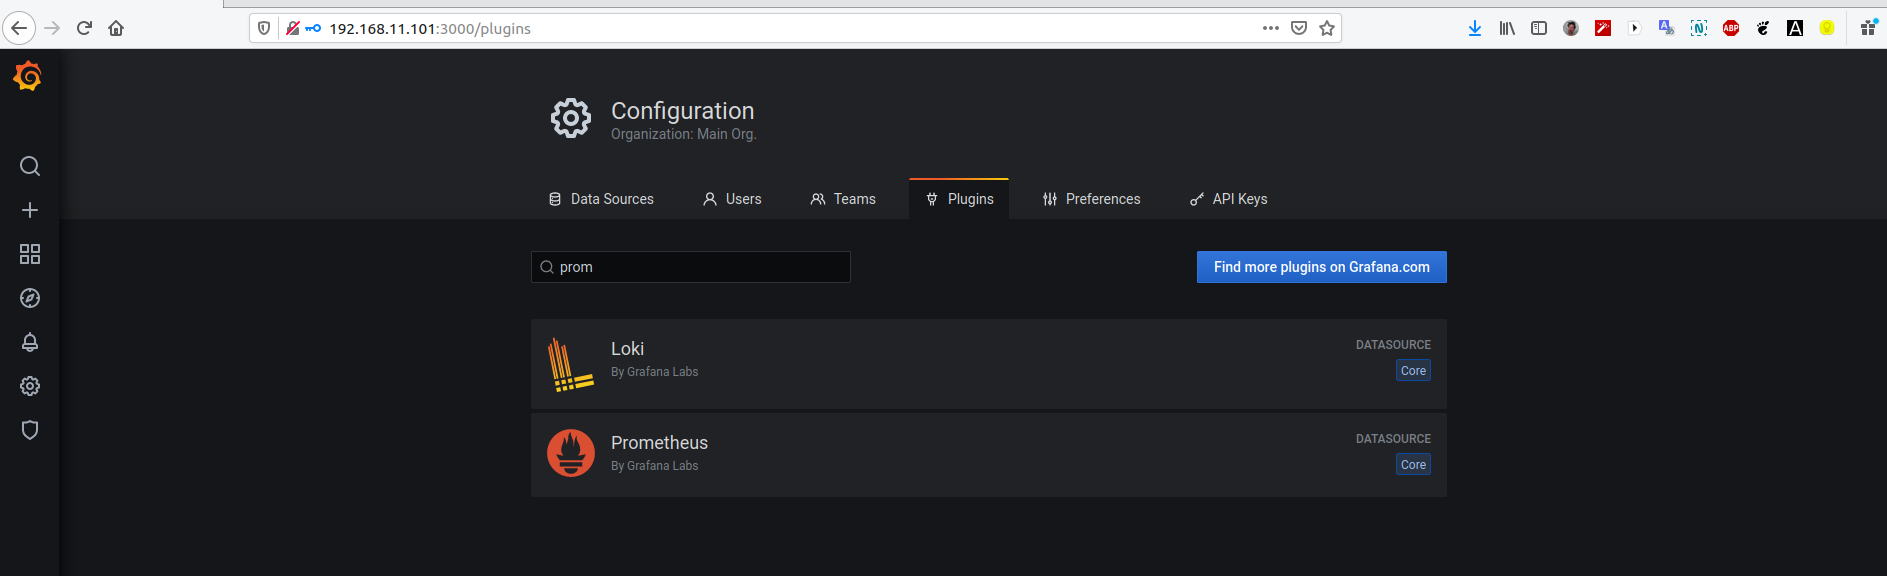 192.168.11.101:3000/plugins
Configuration
Organization: Main Org.
Data Sources
Users
Teams
Plugins
Preferences
API Keys
prom
Find more plugins on Grafana.com
Loki
By Grafana Labs
DATASOURCE
Core
Prometheus
By Grafana Labs
DATASOURCE
Core
ABP